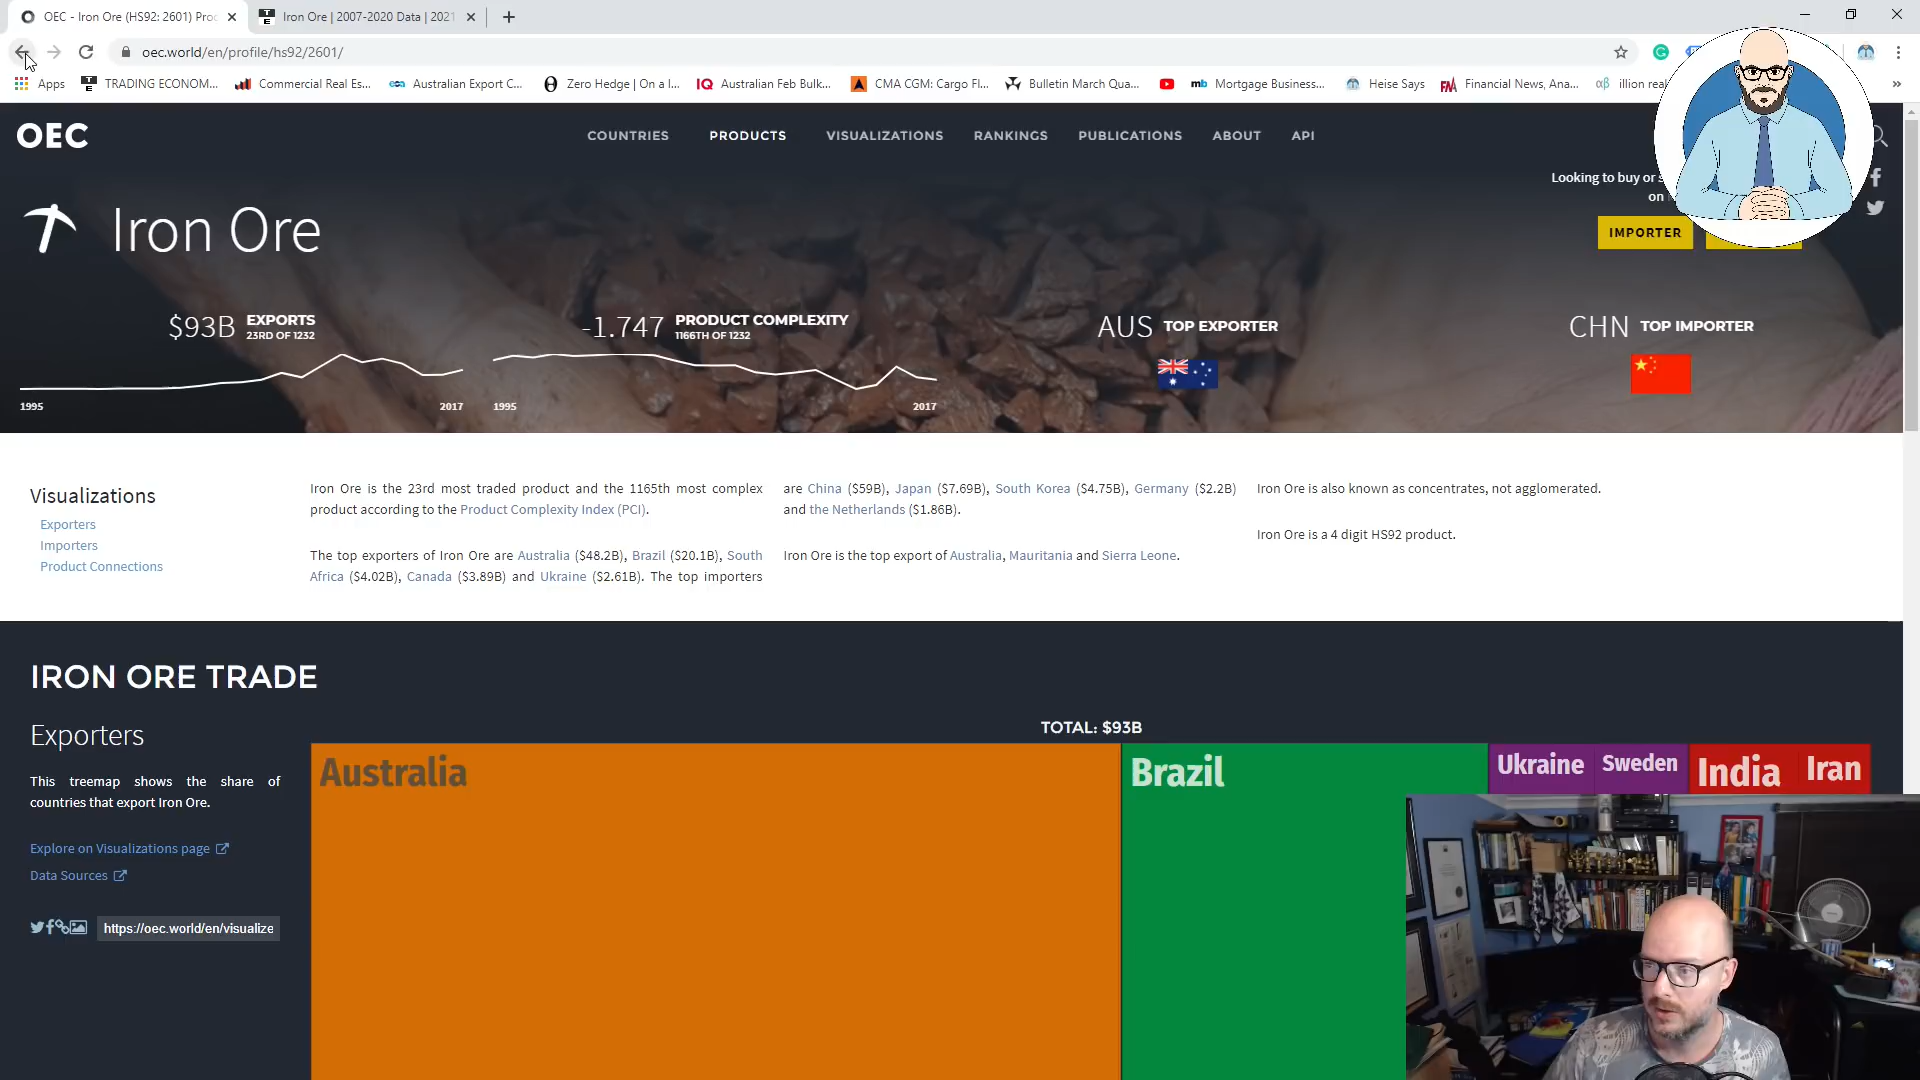 OEC - Iron Ore (HS92: 2601) Proc
Iron Ore | 2007-2020 Data | 2021
oec.world/en/profile/hs92/2601/
Apps
TRADING ECONOM...
Commercial Real Es...
Australian Export C...
Zero Hedge | On a l...
Australian Feb Bulk...
CMA CGM: Cargo Fl...
Bulletin March Qua...
Mortgage Business...
Heise Says
Financial News, Ana...
illion rea
OEC
COUNTRIES
PRODUCTS
VISUALIZATIONS
RANKINGS
PUBLICATIONS
ABOUT
API
Looking to buy or
on
IMPORTER
Iron Ore
$93B EXPORTS
23RD OF 1232
-1.747 PRODUCT COMPLEXITY
1166TH OF 1232
AUS TOP EXPORTER
CHN TOP IMPORTER
1995
2017
1995
2017
Visualizations
Exporters
Importers
Product Connections
Iron Ore is the 23rd most traded product and the 1165th most complex
product according to the Product Complexity Index (PCI).
The top exporters of Iron Ore are Australia ($48.2B), Brazil ($20.1B), South
Africa ($4.02B), Canada ($3.89B) and Ukraine ($2.61B). The top importers
are China ($59B), Japan ($7.69B), South Korea ($4.75B), Germany ($2.2B)
and the Netherlands ($1.86B).
Iron Ore is the top export of Australia, Mauritania and Sierra Leone.
Iron Ore is also known as concentrates, not agglomerated.
Iron Ore is a 4 digit HS92 product.
IRON ORE TRADE
Exporters
This treemap shows the share of
countries that export Iron Ore.
Explore on Visualizations page
Data Sources
https://oec.world/en/visualize
TOTAL: $93B
Australia
Brazil
Ukraine
Sweden
India
Iran